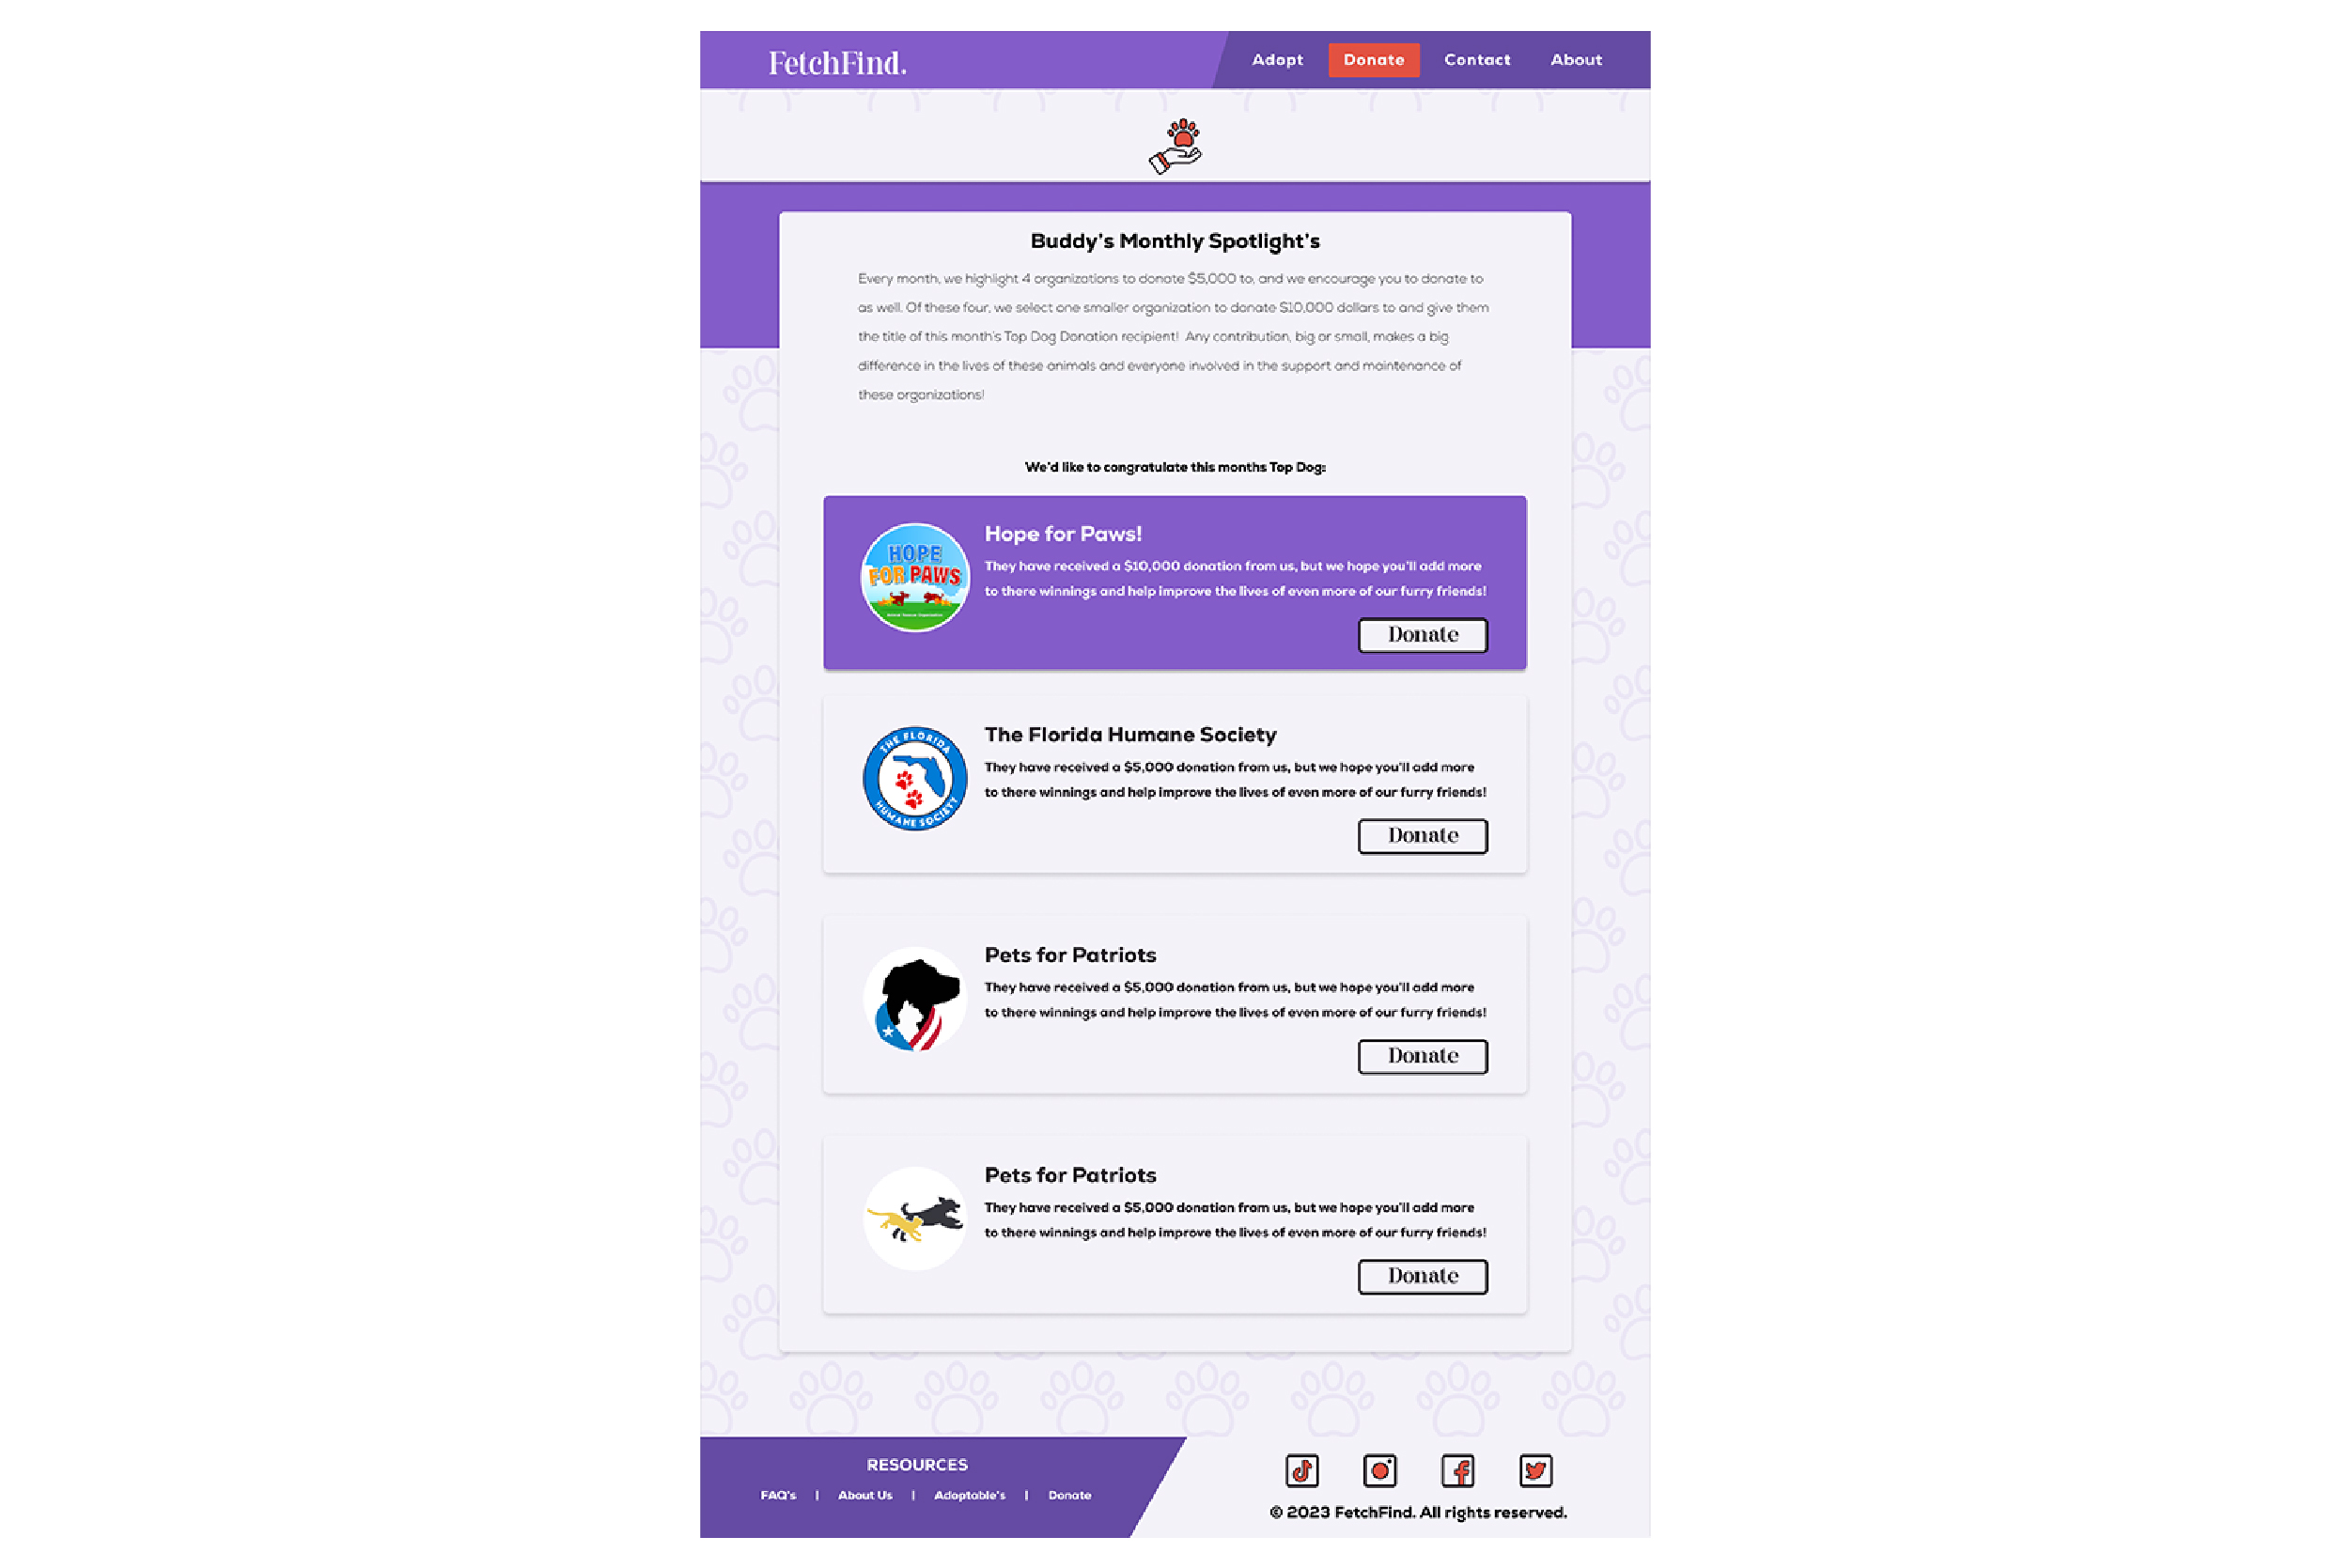 FetchFind.
Adopt
Donate
Contact
About
Buddy's Monthly Spotlight's
Every month, we highlight 4 organizations to donate $5,000 to, and we encourage you to donate to
as well. Of these four, we select one smaller organization to donate $10,000 dollars to and give them
the title of this month's Top Dog Donation recipient!  Any contribution, big or small, makes a big
difference in the lives of these animals and everyone involved in the support and maintenance of
these organizations!
We'd like to congratulate this months Top Dog:
HOPE
FOR PAWS
Hope for Paws!
They have received a $10,000 donation from us, but we hope you'll add more
to there winnings and help improve the lives of even more of our furry friends!
Donate
THE FLORIDA
HUMANE SOCIETY
The Florida Humane Society
They have received a $5,000 donation from us, but we hope you'll add more
to there winnings and help improve the lives of even more of our furry friends!
Donate
Pets for Patriots
They have received a $5,000 donation from us, but we hope you'll add more
to there winnings and help improve the lives of even more of our furry friends!
Donate
Pets for Patriots
They have received a $5,000 donation from us, but we hope you'll add more
to there winnings and help improve the lives of even more of our furry friends!
Donate
RESOURCES
FAQ's | About Us | Adoptable's | Donate
© 2023 FetchFind. All rights reserved.